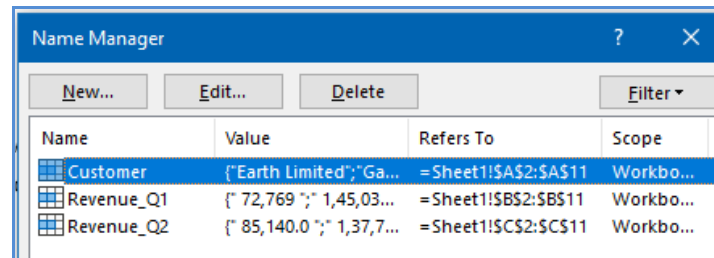 Name Manager ? ×
New... Edit... Delete Filter
Name Value Refers To Scope
Customer {"Earth Limited";"Ga... =Sheet1!$A$2:$A$11 Workbo...
Revenue_Q1 {" 72,769 ";" 1,45,03... =Sheet1!$B$2:$B$11 Workbo...
Revenue_Q2 {" 85,140.0 ";" 1,37,7... =Sheet1!$C$2:$C$11 Workbo...